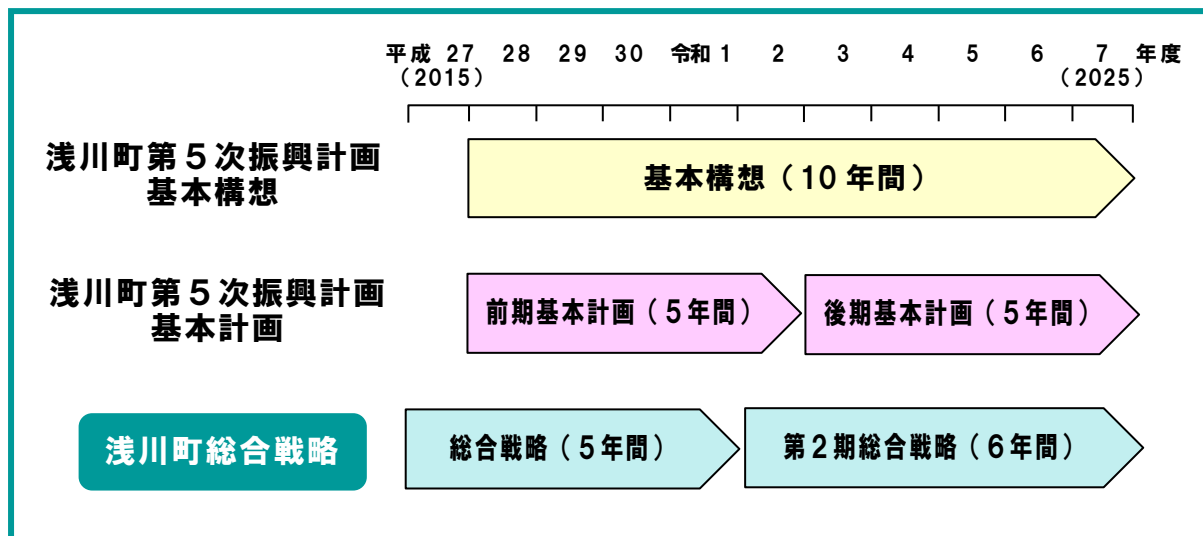 平成 27 28 29 30 令和 1 2 3 4 5 6 7 年度
（2015） （2025）
浅川町第５次振興計画
基本構想
基本構想（10 年間）
浅川町第５次振興計画
基本計画
前期基本計画（５年間）
後期基本計画（５年間）
浅川町総合戦略
総合戦略（５年間）
第２期総合戦略（６年間）